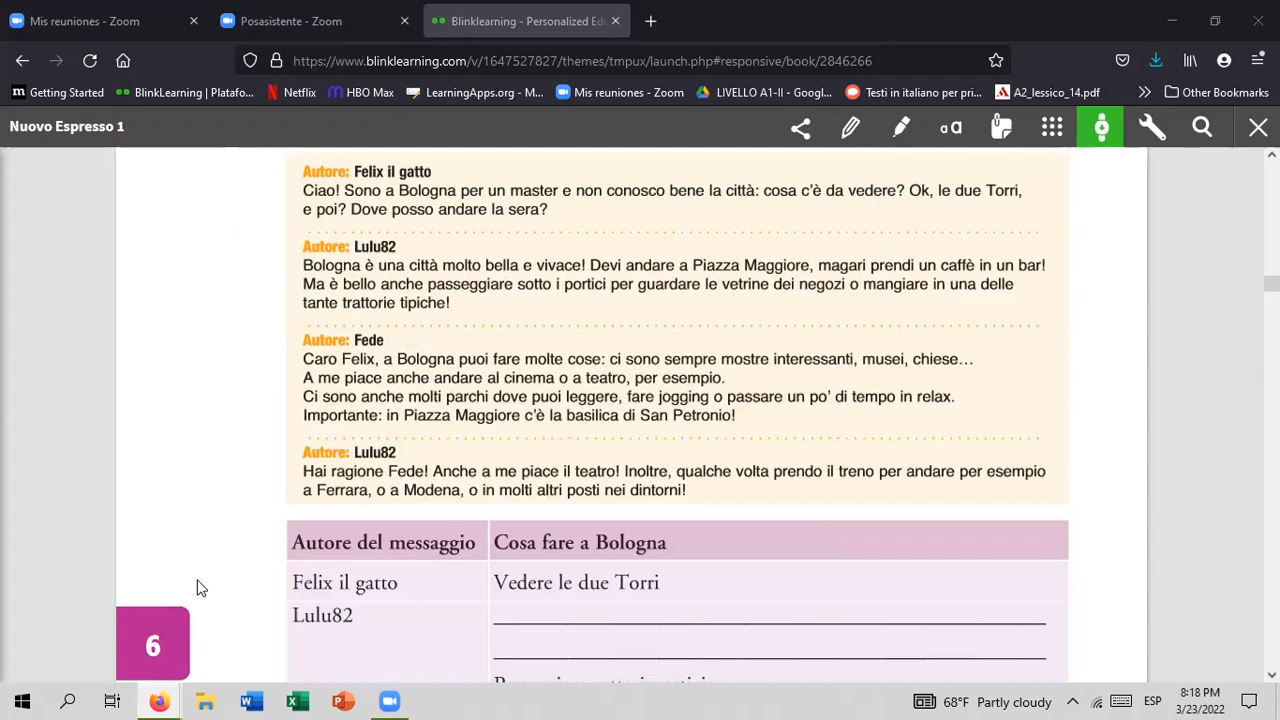 Mis reuniones - Zoom
Posasistente - Zoom
Blinklearning - Personalized Ed
https://www.blinklearning.com/v/1647527827/themes/tmpux/launch.php#responsive/book/2846266
Getting Started
BlinkLearning | Platafo...
Netflix
HBO Max
LearningApps.org - M...
Mis reuniones - Zoom
LIVELLO A1-II - Googl...
Testi in italiano per pri...
A2_lessico_14.pdf
Other Bookmarks
Nuovo Espresso 1
Autore: Felix il gatto
Ciao! Sono a Bologna per un master e non conosco bene la città: cosa c'è da vedere? Ok, le due Torri,
e poi? Dove posso andare la sera?
Autore: Lulu82
Bologna è una città molto bella e vivace! Devi andare a Piazza Maggiore, magari prendi un caffè in un bar!
Ma è bello anche passeggiare sotto i portici per guardare le vetrine dei negozi o mangiare in una delle
tante trattorie tipiche!
Autore: Fede
Caro Felix, a Bologna puoi fare molte cose: ci sono sempre mostre interessanti, musei, chiese…
A me piace anche andare al cinema o a teatro, per esempio.
Ci sono anche molti parchi dove puoi leggere, fare jogging o passare un po' di tempo in relax.
Importante: in Piazza Maggiore c'è la basilica di San Petronio!
Autore: Lulu82
Hai ragione Fede! Anche a me piace il teatro! Inoltre, qualche volta prendo il treno per andare per esempio
a Ferrara, o a Modena, o in molti altri posti nei dintorni!
Autore del messaggio
Cosa fare a Bologna
Felix il gatto
Vedere le due Torri
Lulu82
6
68°F Partly cloudy
ESP
8:18 PM
3/23/2022